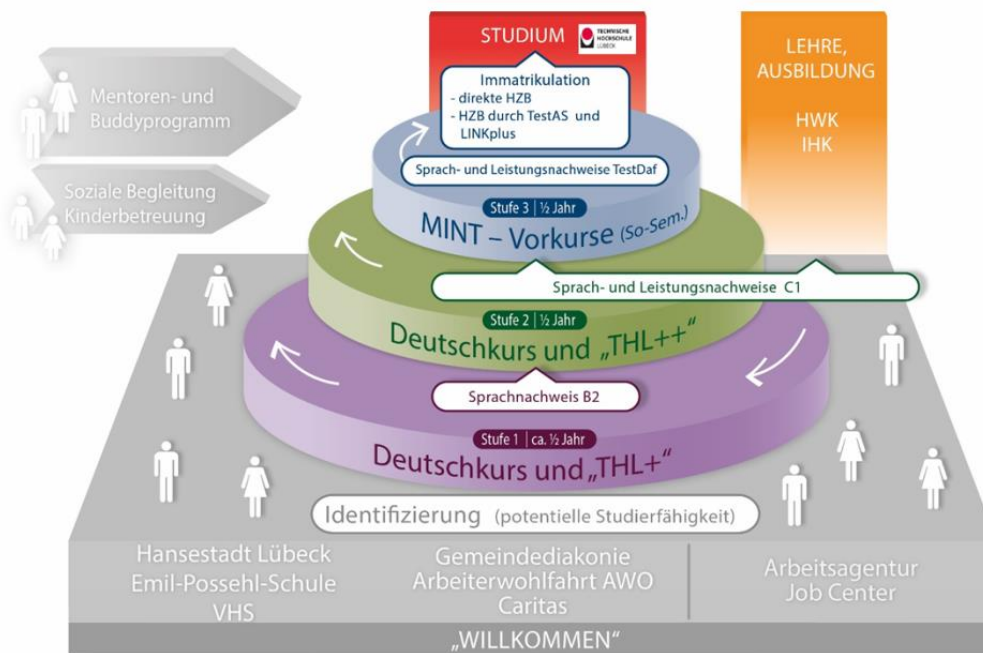 STUDIUM
TECHNISCHE
HOCHSCHULE
LÜBECK
Immatrikulation
- direkte HZB
- HZB durch TestAS und
LINKplus
Sprach- und Leistungsnachweise TestDaf
Stufe 3 | ½ Jahr
MINT – Vorkurse (So-Sem.)
LEHRE,
AUSBILDUNG
HWK
IHK
Mentoren- und
Buddyprogramm
Soziale Begleitung
Kinderbetreuung
Sprach- und Leistungsnachweise C1
Stufe 2 | ½ Jahr
Deutschkurs und „THL++“
Sprachnachweis B2
Stufe 1 | ca. ½ Jahr
Deutschkurs und „THL+“
Identifizierung (potentielle Studierfähigkeit)
Hansestadt Lübeck
Emil-Possehl-Schule
VHS
Gemeindediakonie
Arbeiterwohlfahrt AWO
Caritas
Arbeitsagentur
Job Center
„WILLKOMMEN“